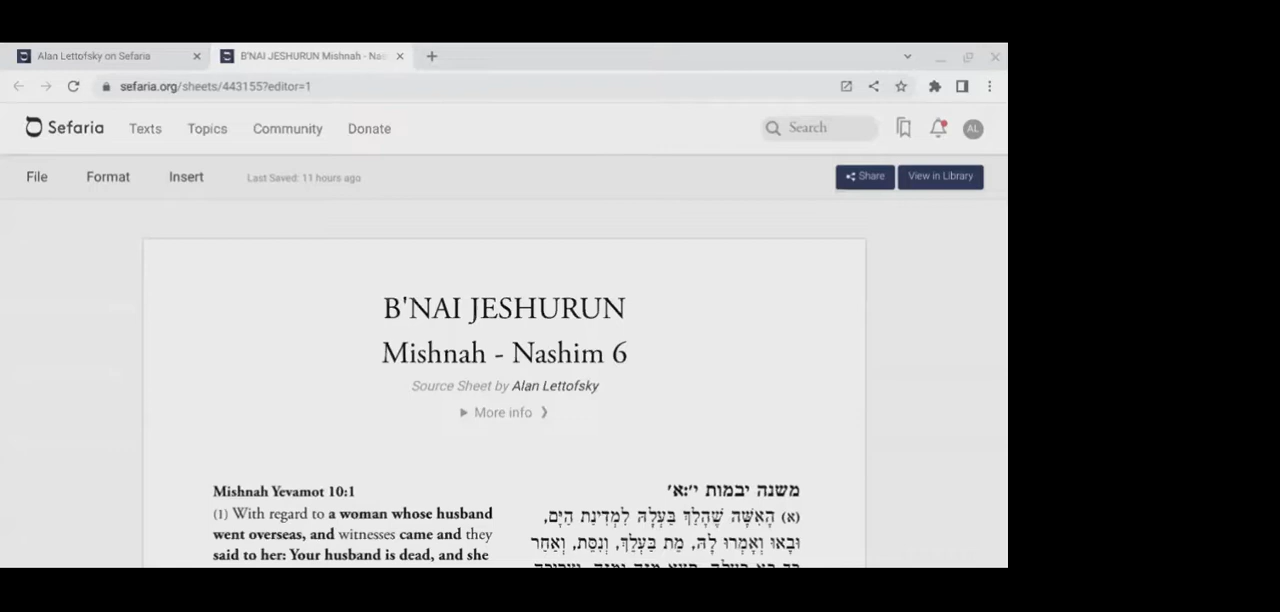 Alan Lettofsky on Sefaria
B'NAI JESHURUN Mishnah - Nas
sefaria.org/sheets/443155?editor=1
Sefaria Texts Topics Community Donate Search AL
File Format Insert Last Saved: 11 hours ago Share View in Library
B'NAI JESHURUN
Mishnah - Nashim 6
Source Sheet by Alan Lettofsky
More info
Mishnah Yevamot 10:1
(1) With regard to a woman whose husband
went overseas, and witnesses came and they
said to her: Your husband is dead, and she
משנה יבמות י׳:א׳
(א) הָאִשָּׁה שֶׁהָלַךְ בַּעְלָהּ לִמְדִינַת הַיָּם,
וּבָאוּ וְאָמְרוּ לָהּ, מֵת בַּעְלֵךְ, וְנִסֵּת, וְאַחַר